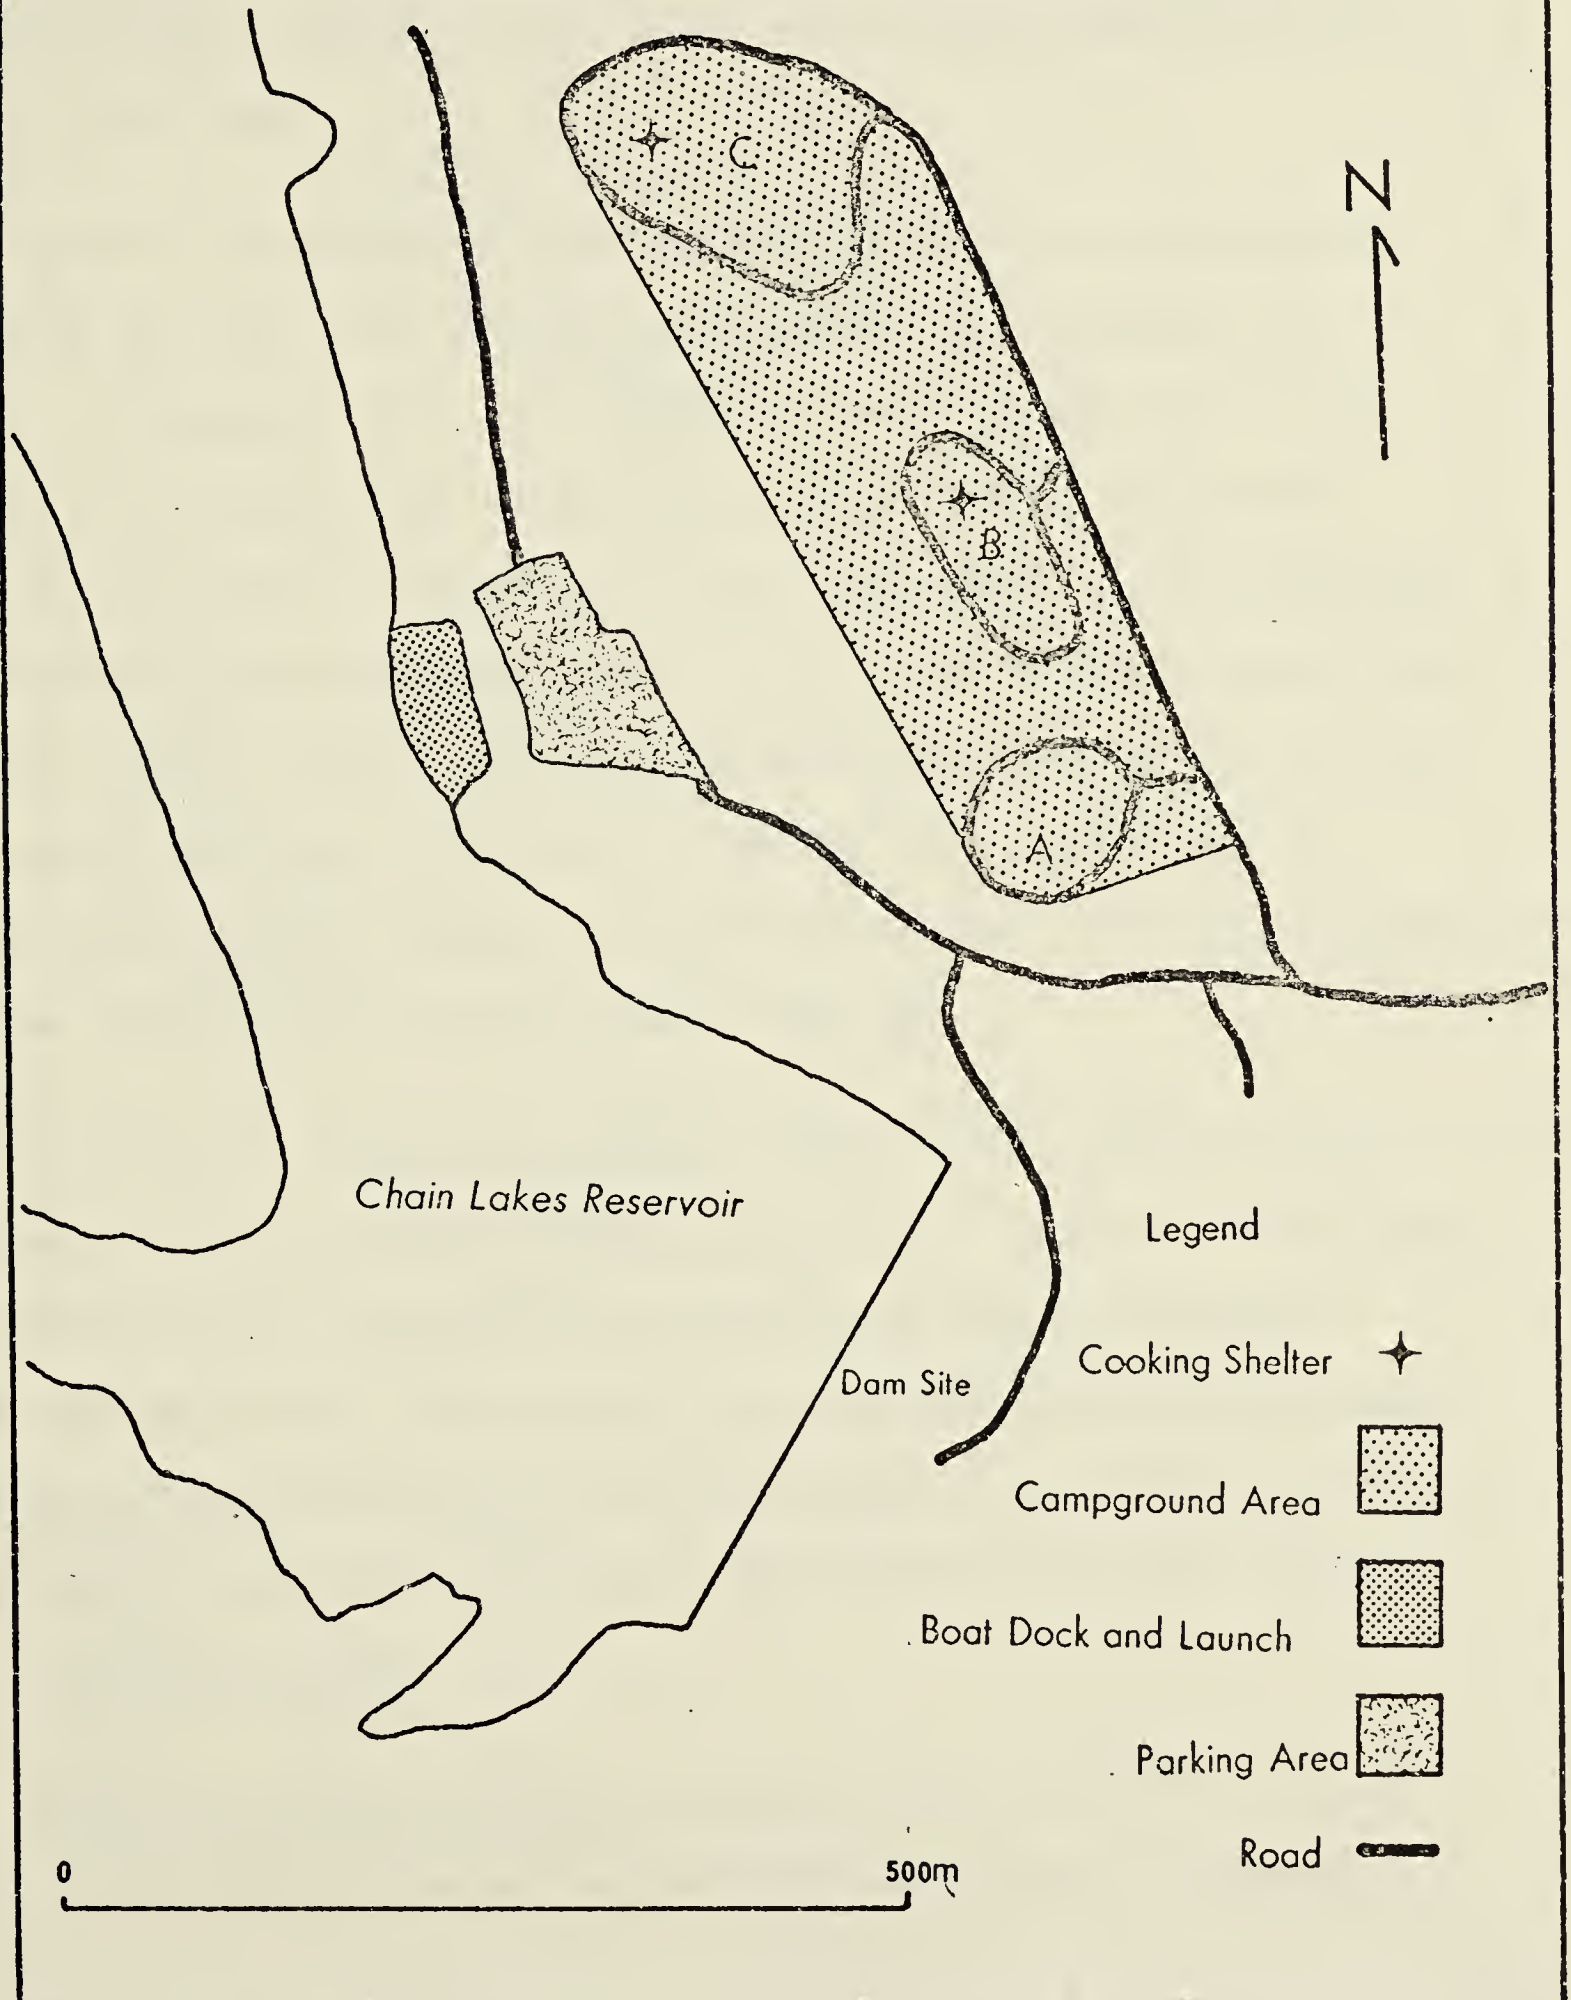 C
N
B
A
Chain Lakes Reservoir
Legend
Cooking Shelter
Dam Site
Campground Area
Boat Dock and Launch
Parking Area
Road
0 500m